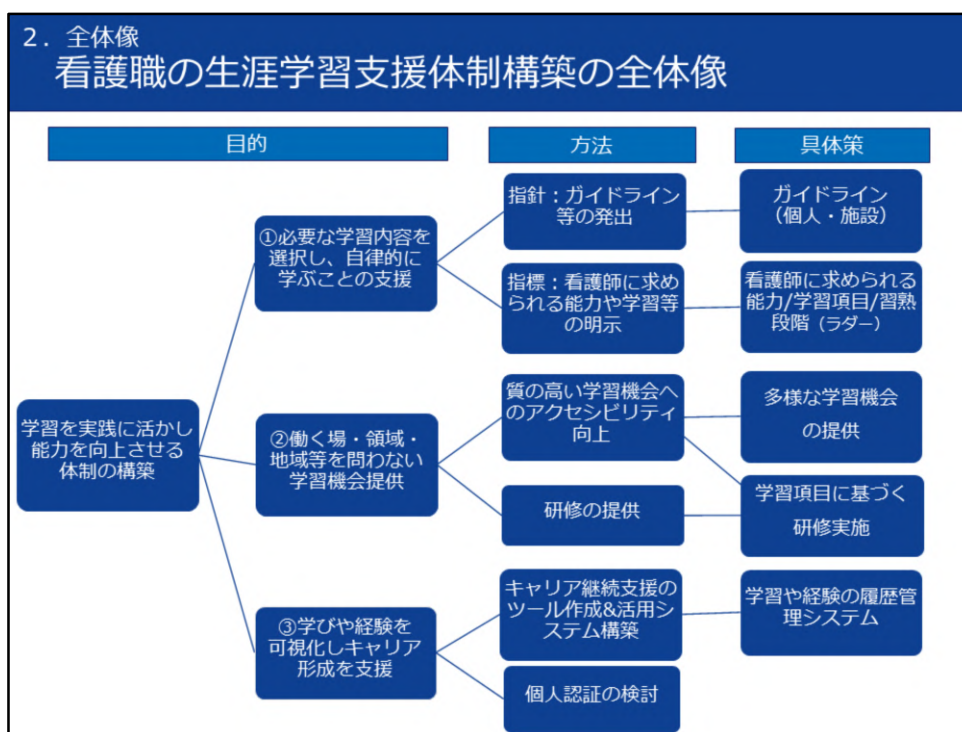 2．全体像
看護職の生涯学習支援体制構築の全体像
目的
方法
具体策
学習を実践に活かし
能力を向上させる
体制の構築
①必要な学習内容を
選択し、自律的に
学ぶことの支援
指針：ガイドライン
等の発出
ガイドライン
（個人・施設）
指標：看護師に求め
られる能力や学習等
の明示
看護師に求められる
能力/学習項目/習熟
段階（ラダー）
②働く場・領域・
地域等を問わない
学習機会提供
質の高い学習機会へ
のアクセシビリティ
向上
多様な学習機会
の提供
研修の提供
学習項目に基づく
研修実施
③学びや経験を
可視化しキャリア
形成を支援
キャリア継続支援の
ツール作成&活用シ
ステム構築
学習や経験の履歴管
理システム
個人認証の検討